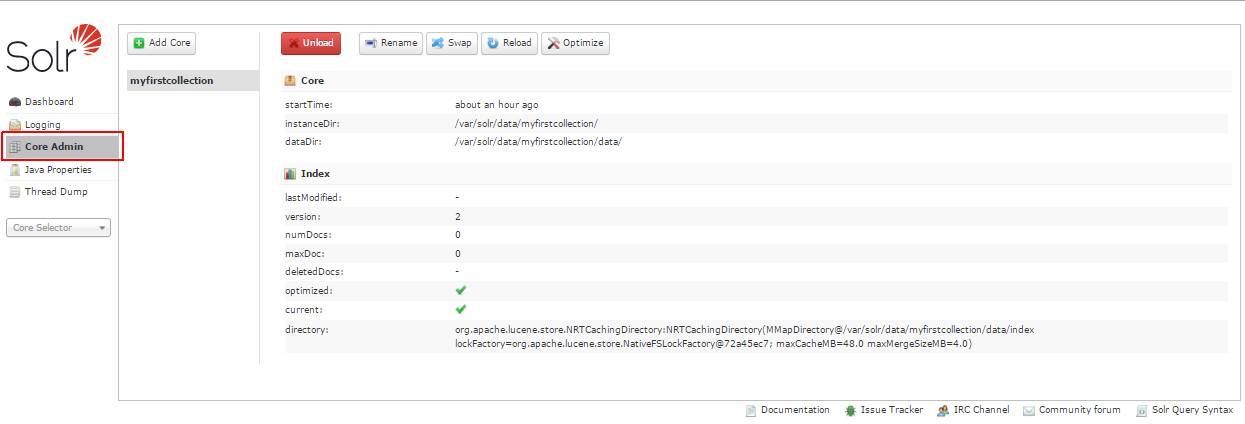 Solr
Dashboard
Logging
Core Admin
Java Properties
Thread Dump
Core Selector
Add Core
myfirstcollection
Unload Rename Swap Reload Optimize
Core
startTime: about an hour ago
instanceDir: /var/solr/data/myfirstcollection/
dataDir: /var/solr/data/myfirstcollection/data/
Index
lastModified: -
version: 2
numDocs: 0
maxDoc: 0
deletedDocs: -
optimized:
current:
directory: org.apache.lucene.store.NRTCachingDirectory:NRTCachingDirectory(MMapDirectory@/var/solr/data/myfirstcollection/data/index
lockFactory=org.apache.lucene.store.NativeFSLockFactory@72a45ec7; maxCacheMB=48.0 maxMergeSizeMB=4.0)
Documentation Issue Tracker IRC Channel Community forum Solr Query Syntax